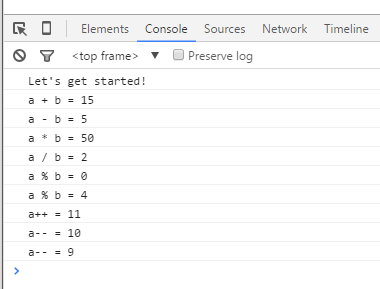 Elements Console Sources Network Timeline
<top frame> ▼ Preserve log
Let's get started!
a + b = 15
a - b = 5
a * b = 50
a / b = 2
a % b = 0
a % b = 4
a++ = 11
a-- = 10
a-- = 9
>